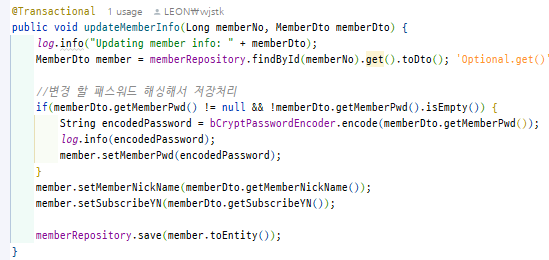 @Transactional 1 usage LEON₩wjstk
public void updateMemberInfo(Long memberNo, MemberDto memberDto) {
log.info("Updating member info: " + memberDto);
MemberDto member = memberRepository.findById(memberNo).get().toDto(); 'Optional.get()'
//변경 할 패스워드 해싱해서 저장처리
if(memberDto.getMemberPwd() != null && !memberDto.getMemberPwd().isEmpty()) {
String encodedPassword = bCryptPasswordEncoder.encode(memberDto.getMemberPwd());
log.info(encodedPassword);
member.setMemberPwd(encodedPassword);
}
member.setMemberNickName(memberDto.getMemberNickName());
member.setSubscribeYN(memberDto.getSubscribeYN());
memberRepository.save(member.toEntity());
}